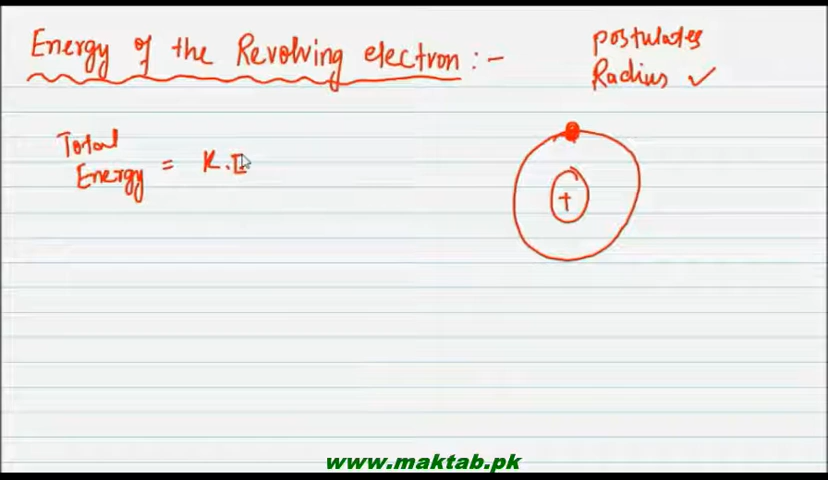 Energy of the Revolving electron :-
postulates
Radius ✓
Total
Energy = K.E
+
www.maktab.pk